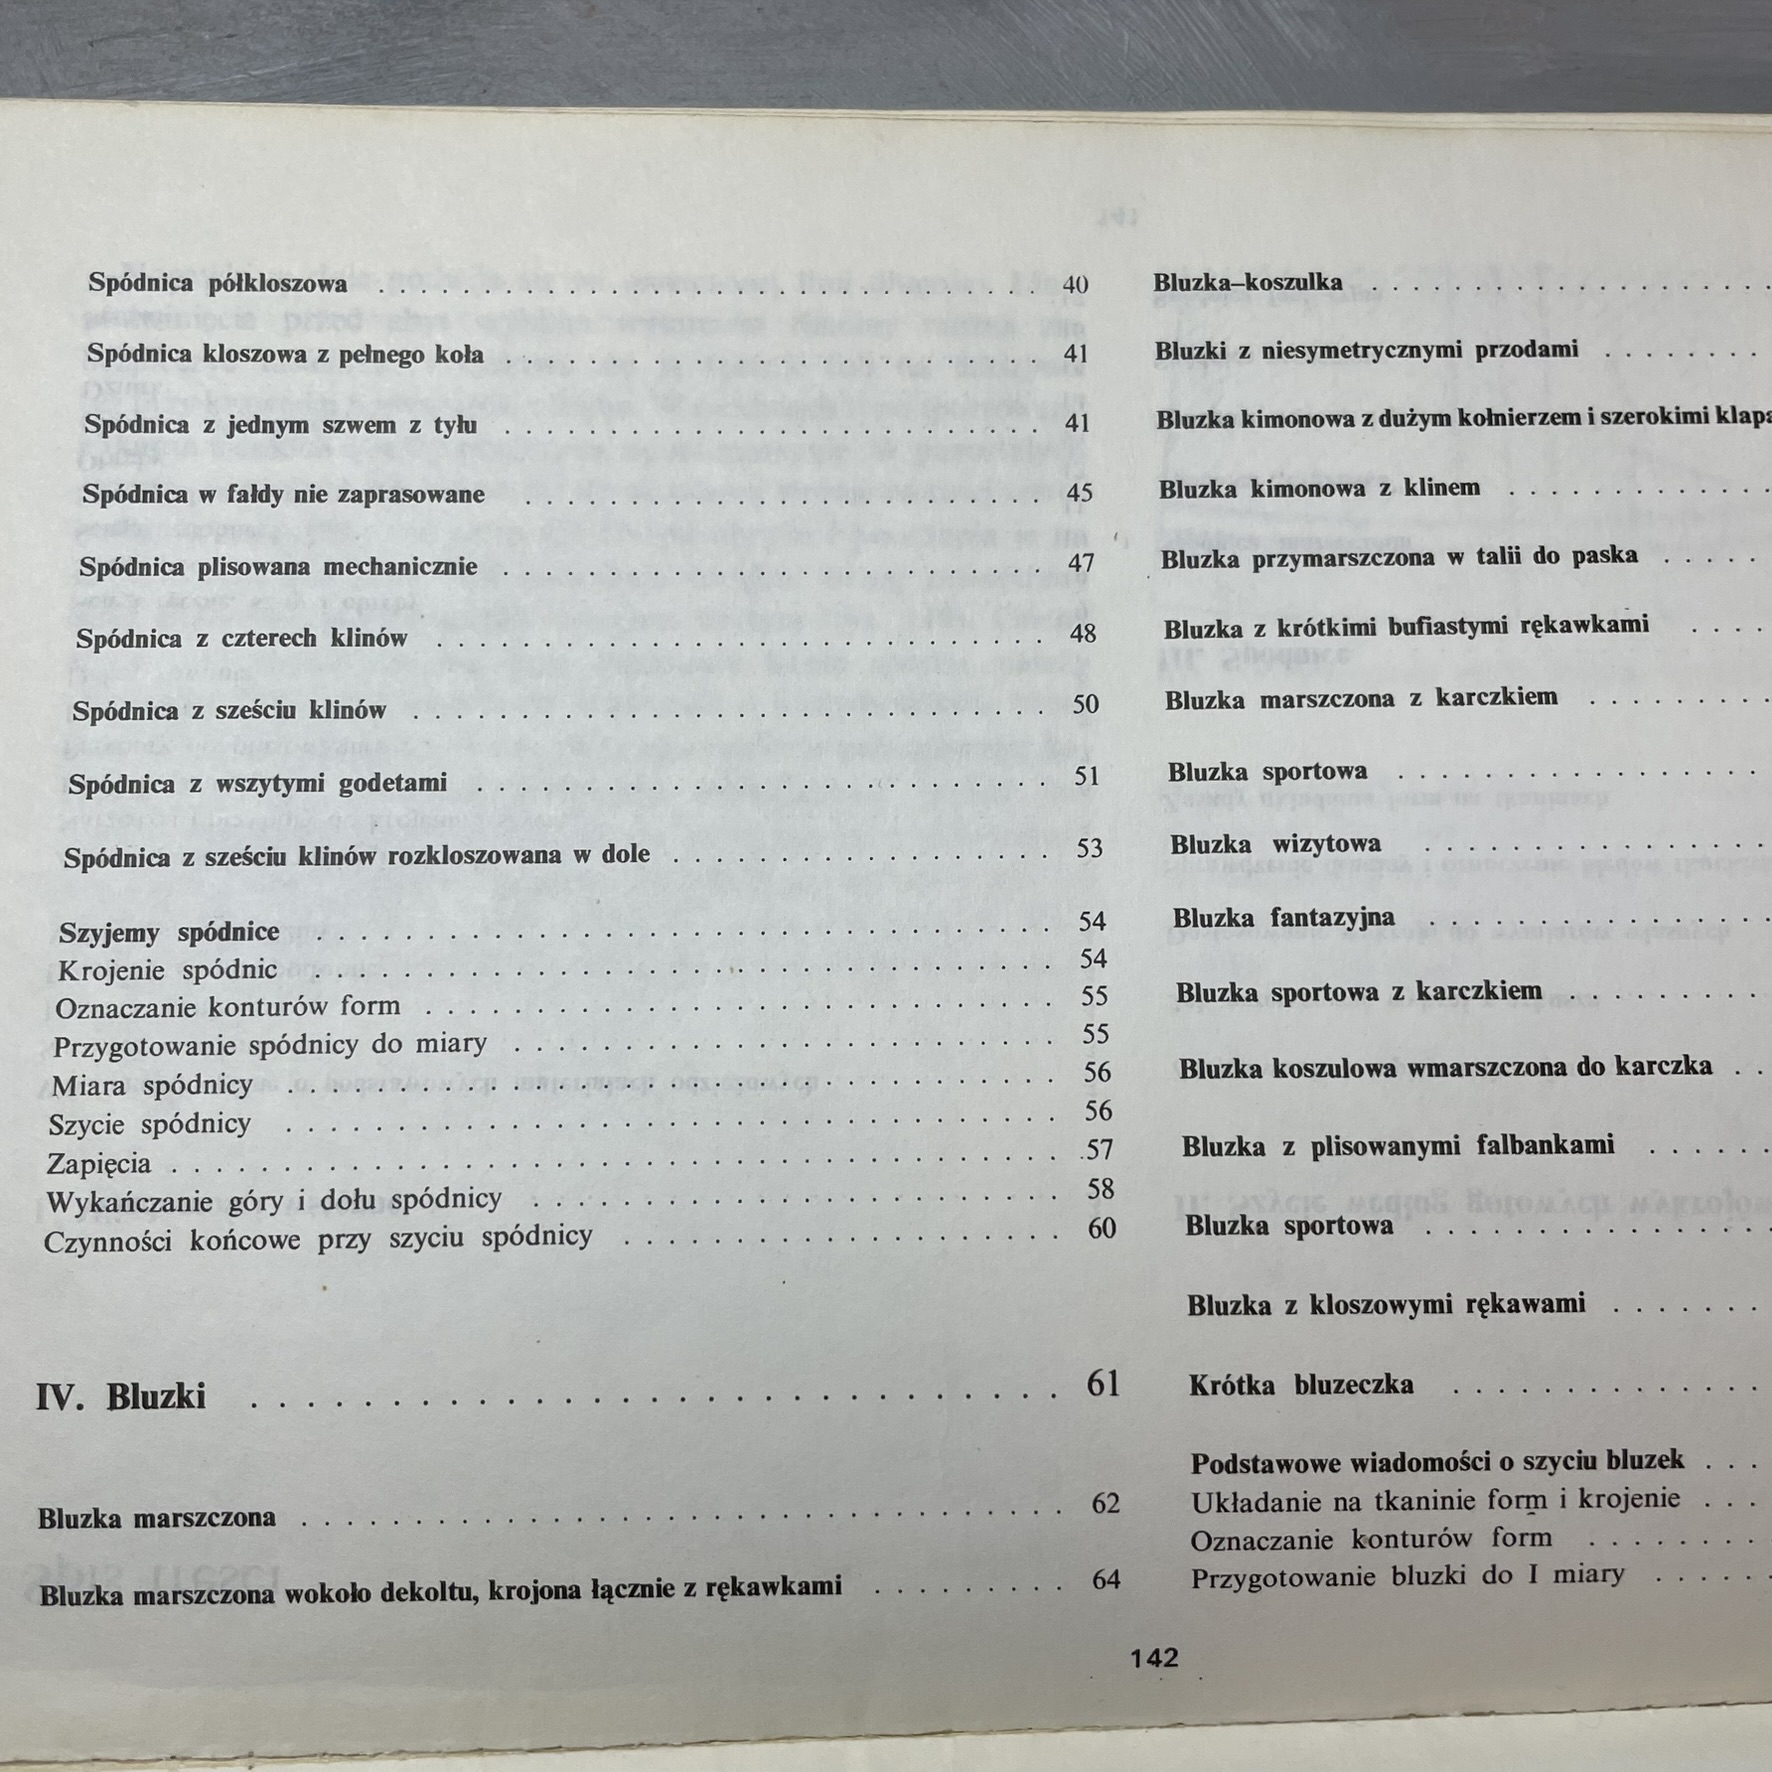 Spódnica półkloszowa . . . . . . . . . . . . . . . . . . . . . . . . . . . . . . 40
Spódnica kloszowa z pełnego koła . . . . . . . . . . . . . . . . . . . . . . . . 41
Spódnica z jednym szwem z tyłu . . . . . . . . . . . . . . . . . . . . . . . . . 41
Spódnica w fałdy nie zaprasowane . . . . . . . . . . . . . . . . . . . . . . . . 45
Spódnica plisowana mechanicznie . . . . . . . . . . . . . . . . . . . . . . . . . 47
Spódnica z czterech klinów . . . . . . . . . . . . . . . . . . . . . . . . . . . . 48
Spódnica z sześciu klinów . . . . . . . . . . . . . . . . . . . . . . . . . . . . . 50
Spódnica z wszytymi godetami . . . . . . . . . . . . . . . . . . . . . . . . . . 51
Spódnica z sześciu klinów rozkloszowana w dole . . . . . . . . . . . . . . . . . 53
Szyjemy spódnice . . . . . . . . . . . . . . . . . . . . . . . . . . . . . . . . . 54
Krojenie spódnic . . . . . . . . . . . . . . . . . . . . . . . . . . . . . . . . . 54
Oznaczanie konturów form . . . . . . . . . . . . . . . . . . . . . . . . . . . . 55
Przygotowanie spódnicy do miary . . . . . . . . . . . . . . . . . . . . . . . . 55
Miara spódnicy . . . . . . . . . . . . . . . . . . . . . . . . . . . . . . . . . . 56
Szycie spódnicy . . . . . . . . . . . . . . . . . . . . . . . . . . . . . . . . . . 56
Zapięcia . . . . . . . . . . . . . . . . . . . . . . . . . . . . . . . . . . . . . . 57
Wykańczanie góry i dołu spódnicy . . . . . . . . . . . . . . . . . . . . . . . . 58
Czynności końcowe przy szyciu spódnicy . . . . . . . . . . . . . . . . . . . . 60
IV. Bluzki . . . . . . . . . . . . . . . . . . . . . . . . . . . . . 61
Bluzka marszczona . . . . . . . . . . . . . . . . . . . . . . . . . . . . . . . . 62
Bluzka marszczona wokoło dekoltu, krojona łącznie z rękawkami . . . . . . . . . 64
Bluzka–koszulka . . . . . . . . . . . . . . . . . .
Bluzki z niesymetrycznymi przodami . . . . . . . .
Bluzka kimonowa z dużym kołnierzem i szerokimi klapa
Bluzka kimonowa z klinem . . . . . . . . . . . .
Bluzka przymarszczona w talii do paska . . . . .
Bluzka z krótkimi bufiastymi rękawkami . . . .
Bluzka marszczona z karczkiem . . . . . . . . .
Bluzka sportowa . . . . . . . . . . . . . . . . .
Bluzka wizytowa . . . . . . . . . . . . . . . .
Bluzka fantazyjna . . . . . . . . . . . . . . . .
Bluzka sportowa z karczkiem . . . . . . . . .
Bluzka koszulowa wmarszczona do karczka . .
Bluzka z plisowanymi falbankami . . . . . .
Bluzka sportowa . . . . . . . . . . . . . . . .
Bluzka z kloszowymi rękawami . . . . . . .
Krótka bluzeczka . . . . . . . . . . . . . .
Podstawowe wiadomości o szyciu bluzek . . .
Układanie na tkaninie form i krojenie . . .
Oznaczanie konturów form . . . . . . . .
Przygotowanie bluzki do I miary . . . . .
142